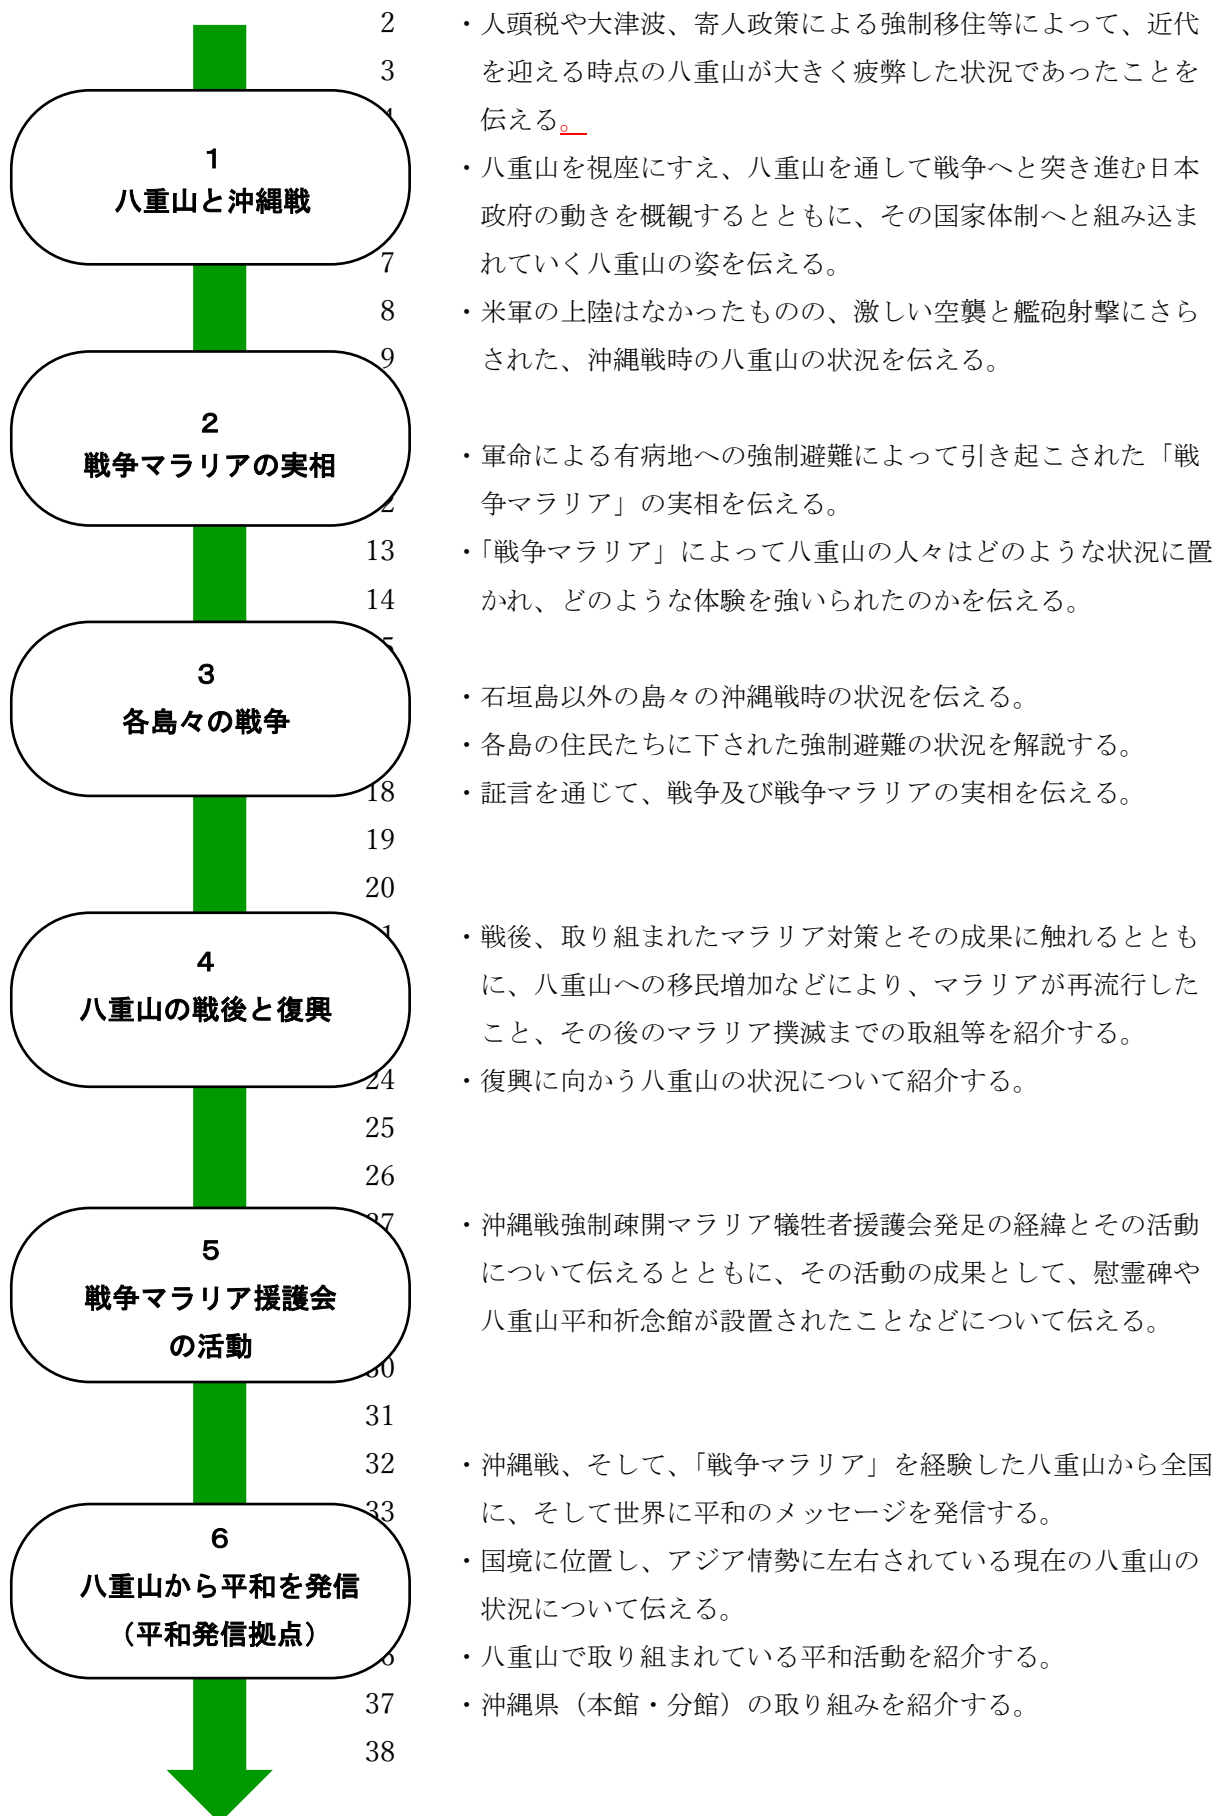 2 ・人頭税や大津波、寄人政策による強制移住等によって、近代
3 を迎える時点の八重山が大きく疲弊した状況であったことを
伝える。
1
八重山と沖縄戦
・八重山を視座にすえ、八重山を通して戦争へと突き進む日本
政府の動きを概観するとともに、その国家体制へと組み込ま
7 れていく八重山の姿を伝える。
8 ・米軍の上陸はなかったものの、激しい空襲と艦砲射撃にさら
9 された、沖縄戦時の八重山の状況を伝える。
2
戦争マラリアの実相
・軍命による有病地への強制避難によって引き起こされた「戦
争マラリア」の実相を伝える。
13 ・「戦争マラリア」によって八重山の人々はどのような状況に置
14 かれ、どのような体験を強いられたのかを伝える。
3
各島々の戦争
・石垣島以外の島々の沖縄戦時の状況を伝える。
・各島の住民たちに下された強制避難の状況を解説する。
18 ・証言を通じて、戦争及び戦争マラリアの実相を伝える。
19
20
4
八重山の戦後と復興
・戦後、取り組まれたマラリア対策とその成果に触れるととも
に、八重山への移民増加などにより、マラリアが再流行した
こと、その後のマラリア撲滅までの取組等を紹介する。
24 ・復興に向かう八重山の状況について紹介する。
25
26
5
戦争マラリア援護会
の活動
27 ・沖縄戦強制疎開マラリア犠牲者援護会発足の経緯とその活動
について伝えるとともに、その活動の成果として、慰霊碑や
八重山平和祈念館が設置されたことなどについて伝える。
30
31
32 ・沖縄戦、そして、「戦争マラリア」を経験した八重山から全国
33 に、そして世界に平和のメッセージを発信する。
6
八重山から平和を発信
（平和発信拠点）
・国境に位置し、アジア情勢に左右されている現在の八重山の
状況について伝える。
・八重山で取り組まれている平和活動を紹介する。
37 ・沖縄県（本館・分館）の取り組みを紹介する。
38